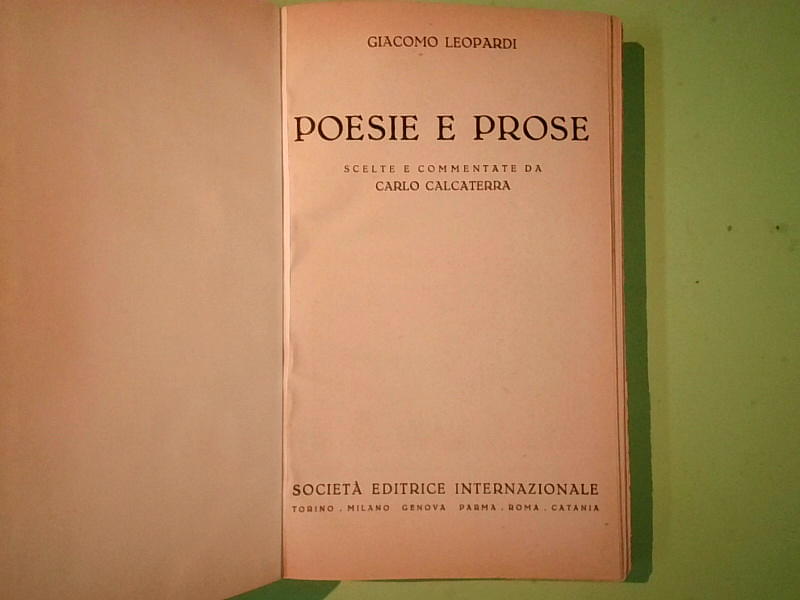 GIACOMO LEOPARDI
POESIE E PROSE
SCELTE E COMMENTATE DA
CARLO CALCATERRA
SOCIETÀ EDITRICE INTERNAZIONALE
TORINO . MILANO GENOVA PARMA . ROMA . CATANIA